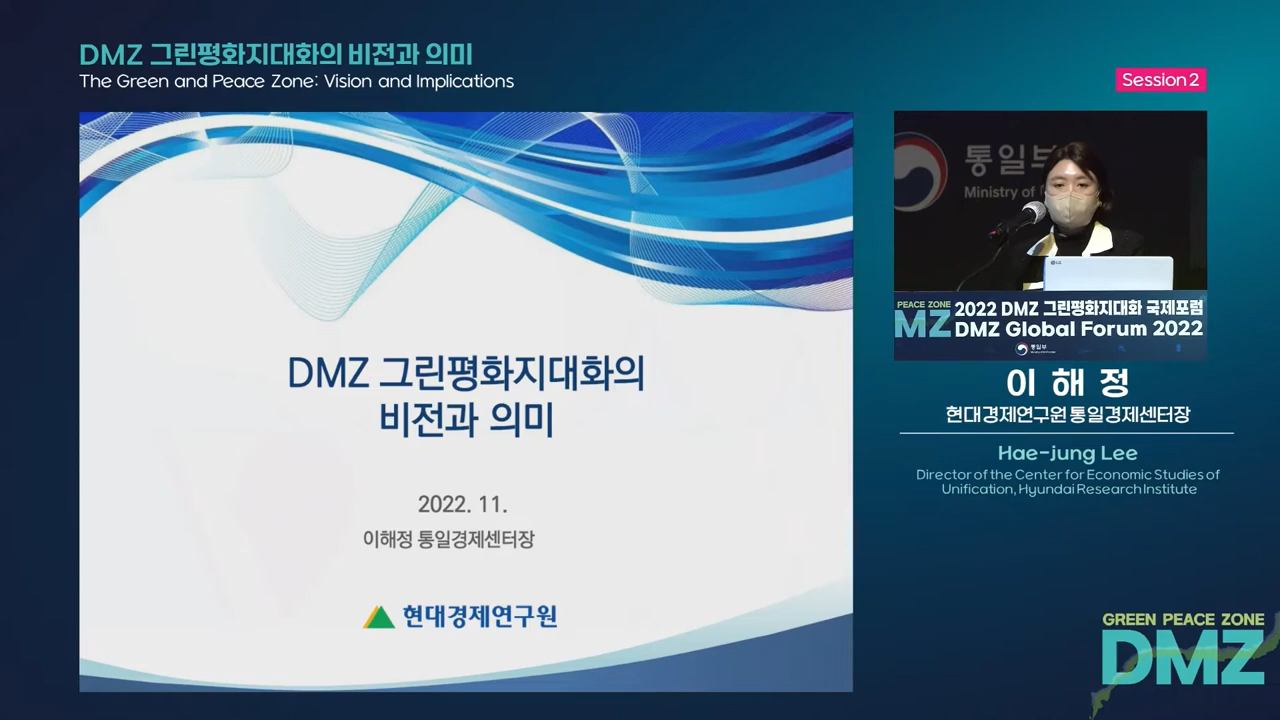 DMZ 그린평화지대화의 비전과 의미
The Green and Peace Zone: Vision and Implications
Session 2
DMZ 그린평화지대화의
비전과 의미
2022. 11.
이해정 통일경제센터장
현대경제연구원
통일부
Ministry of
LG
PEACE ZONE
MZ
2022 DMZ 그린평화지대화 국제포럼
DMZ Global Forum 2022
통일부
이 해 정
현대경제연구원 통일경제센터장
Hae-jung Lee
Director of the Center for Economic Studies of
Unification, Hyundai Research Institute
GREEN PEACE ZONE
DMZ